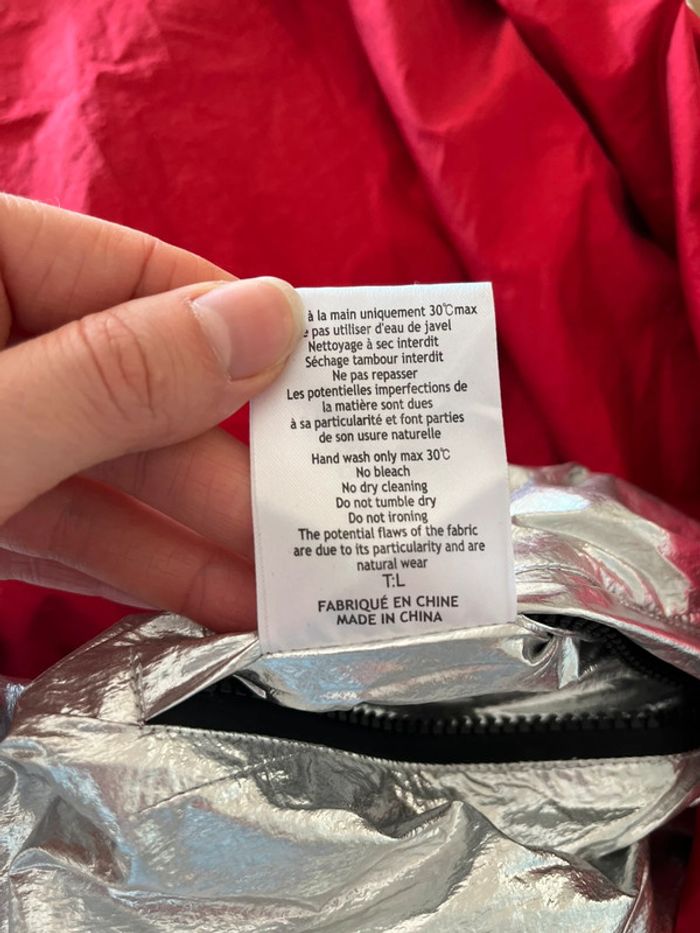 à la main uniquement 30℃max
pas utiliser d'eau de javel
Nettoyage à sec interdit
Séchage tambour interdit
Ne pas repasser
Les potentielles imperfections de
la matière sont dues
à sa particularité et font parties
de son usure naturelle
Hand wash only max 30℃
No bleach
No dry cleaning
Do not tumble dry
Do not ironing
The potential flaws of the fabric
are due to its particularity and are
natural wear
T:L
FABRIQUÉ EN CHINE
MADE IN CHINA